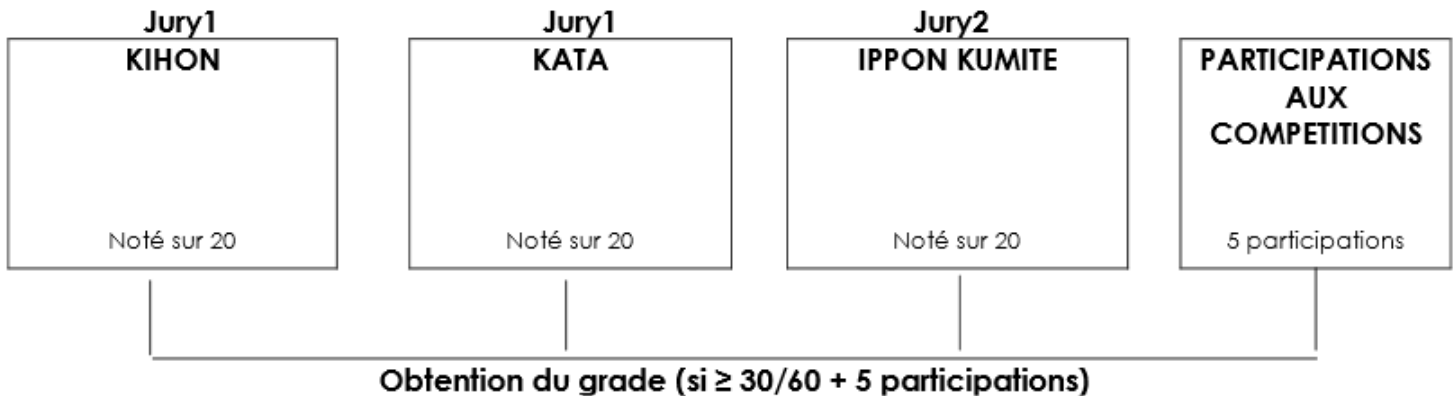 Jury1
KIHON
Noté sur 20
Jury1
KATA
Noté sur 20
Jury2
IPPON KUMITE
Noté sur 20
PARTICIPATIONS
AUX
COMPETITIONS
5 participations
Obtention du grade (si ≥ 30/60 + 5 participations)